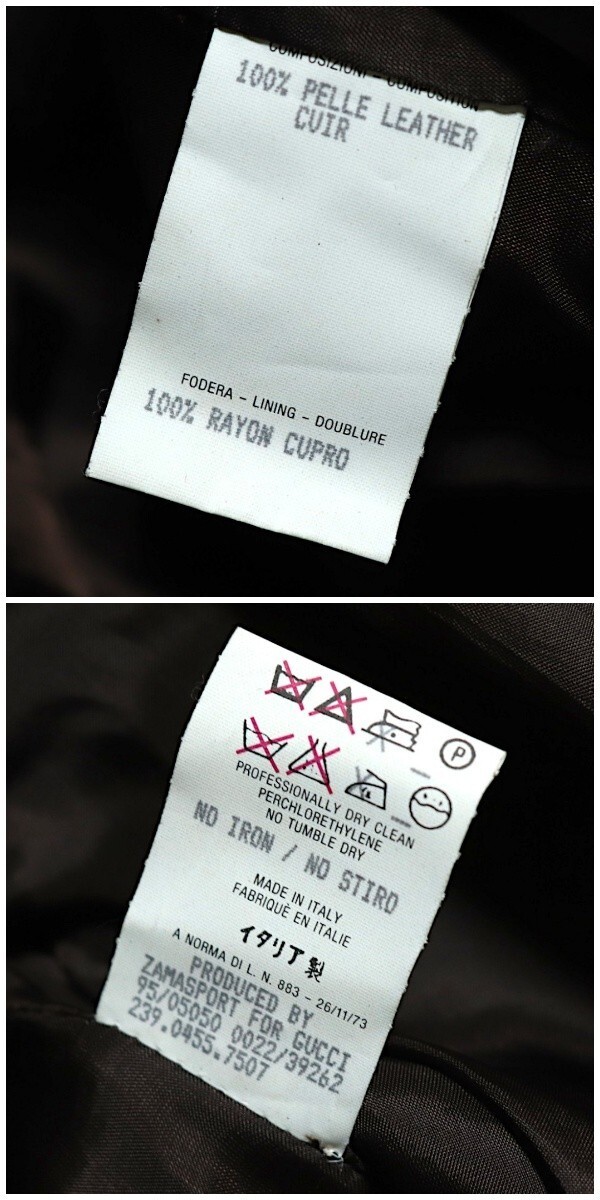 COMPOSIZIONI - COMPOSITION
100% PELLE LEATHER
CUIR
FODERA - LINING - DOUBLURE
100% RAYON CUPRO
P
PROFESSIONALLY DRY CLEAN
PERCHLORETHYLENE
NO TUMBLE DRY
NO IRON / NO STIRO
MADE IN ITALY
FABRIQUÈ EN ITALIE
イタリア製
A NORMA DI L. N. 883 - 26/11/73
PRODUCED BY
ZAMASPORT FOR GUCCI
95/05050 0022/39262
239.0455.7507